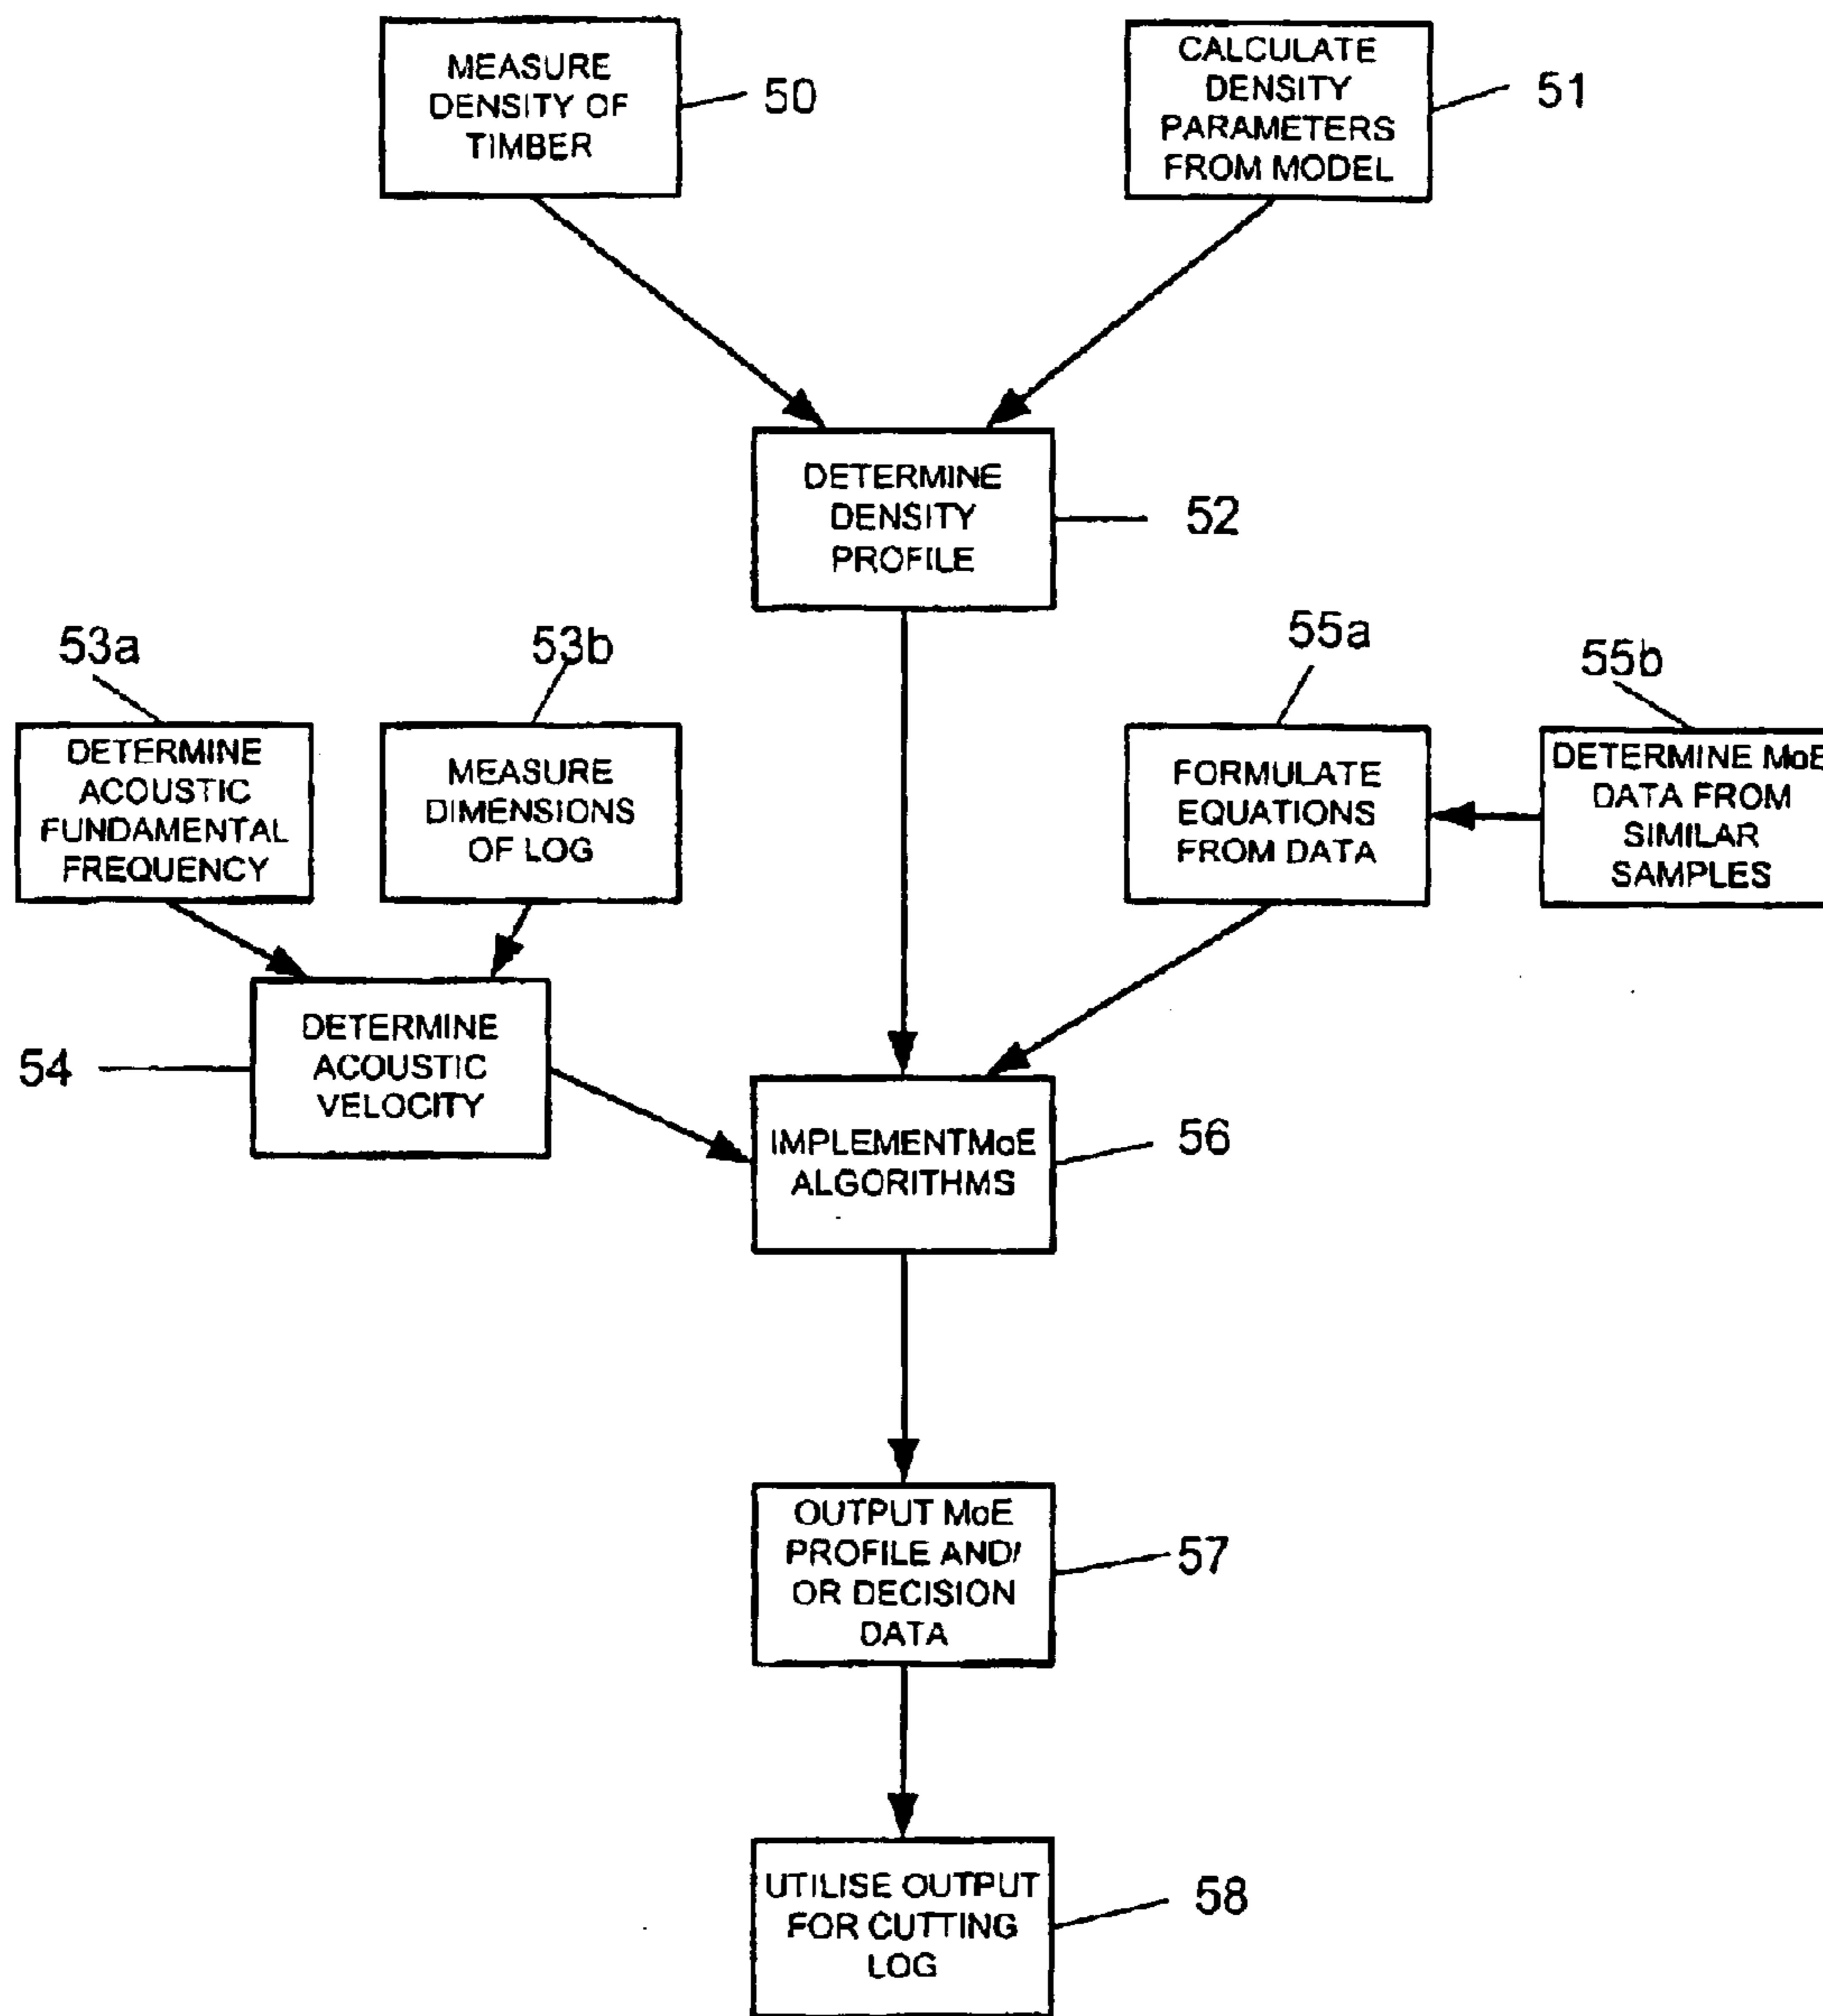 MEASURE
DENSITY OF
TIMBER
50
CALCULATE
DENSITY
PARAMETERS
FROM MODEL
51
DETERMINE
DENSITY
PROFILE
52
53a
53b
55a
55b
DETERMINE
ACOUSTIC
FUNDAMENTAL
FREQUENCY
MEASURE
DIMENSIONS
OF LOG
FORMULATE
EQUATIONS
FROM DATA
DETERMINE MoE
DATA FROM
SIMILAR
SAMPLES
54
DETERMINE
ACOUSTIC
VELOCITY
IMPLEMENTMoE
ALGORITHMS
56
OUTPUT MoE
PROFILE AND/
OR DECISION
DATA
57
UTILISE OUTPUT
FOR CUTTING
LOG
58